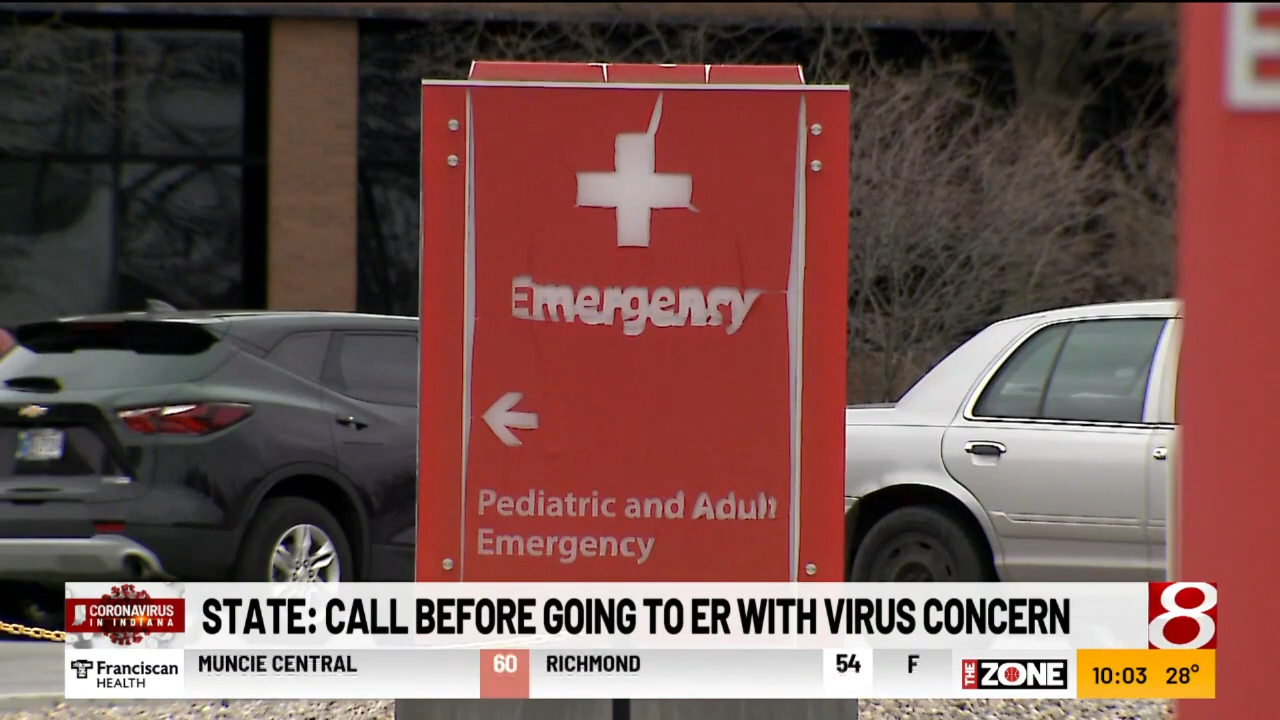 E
Emergency
Pediatric and Adult
Emergency
CORONAVIRUS
IN INDIANA
STATE: CALL BEFORE GOING TO ER WITH VIRUS CONCERN
8
Franciscan
HEALTH
MUCIE CENTRAL 60 RICHMOND 54 F
THE ZONE
10:03 28°